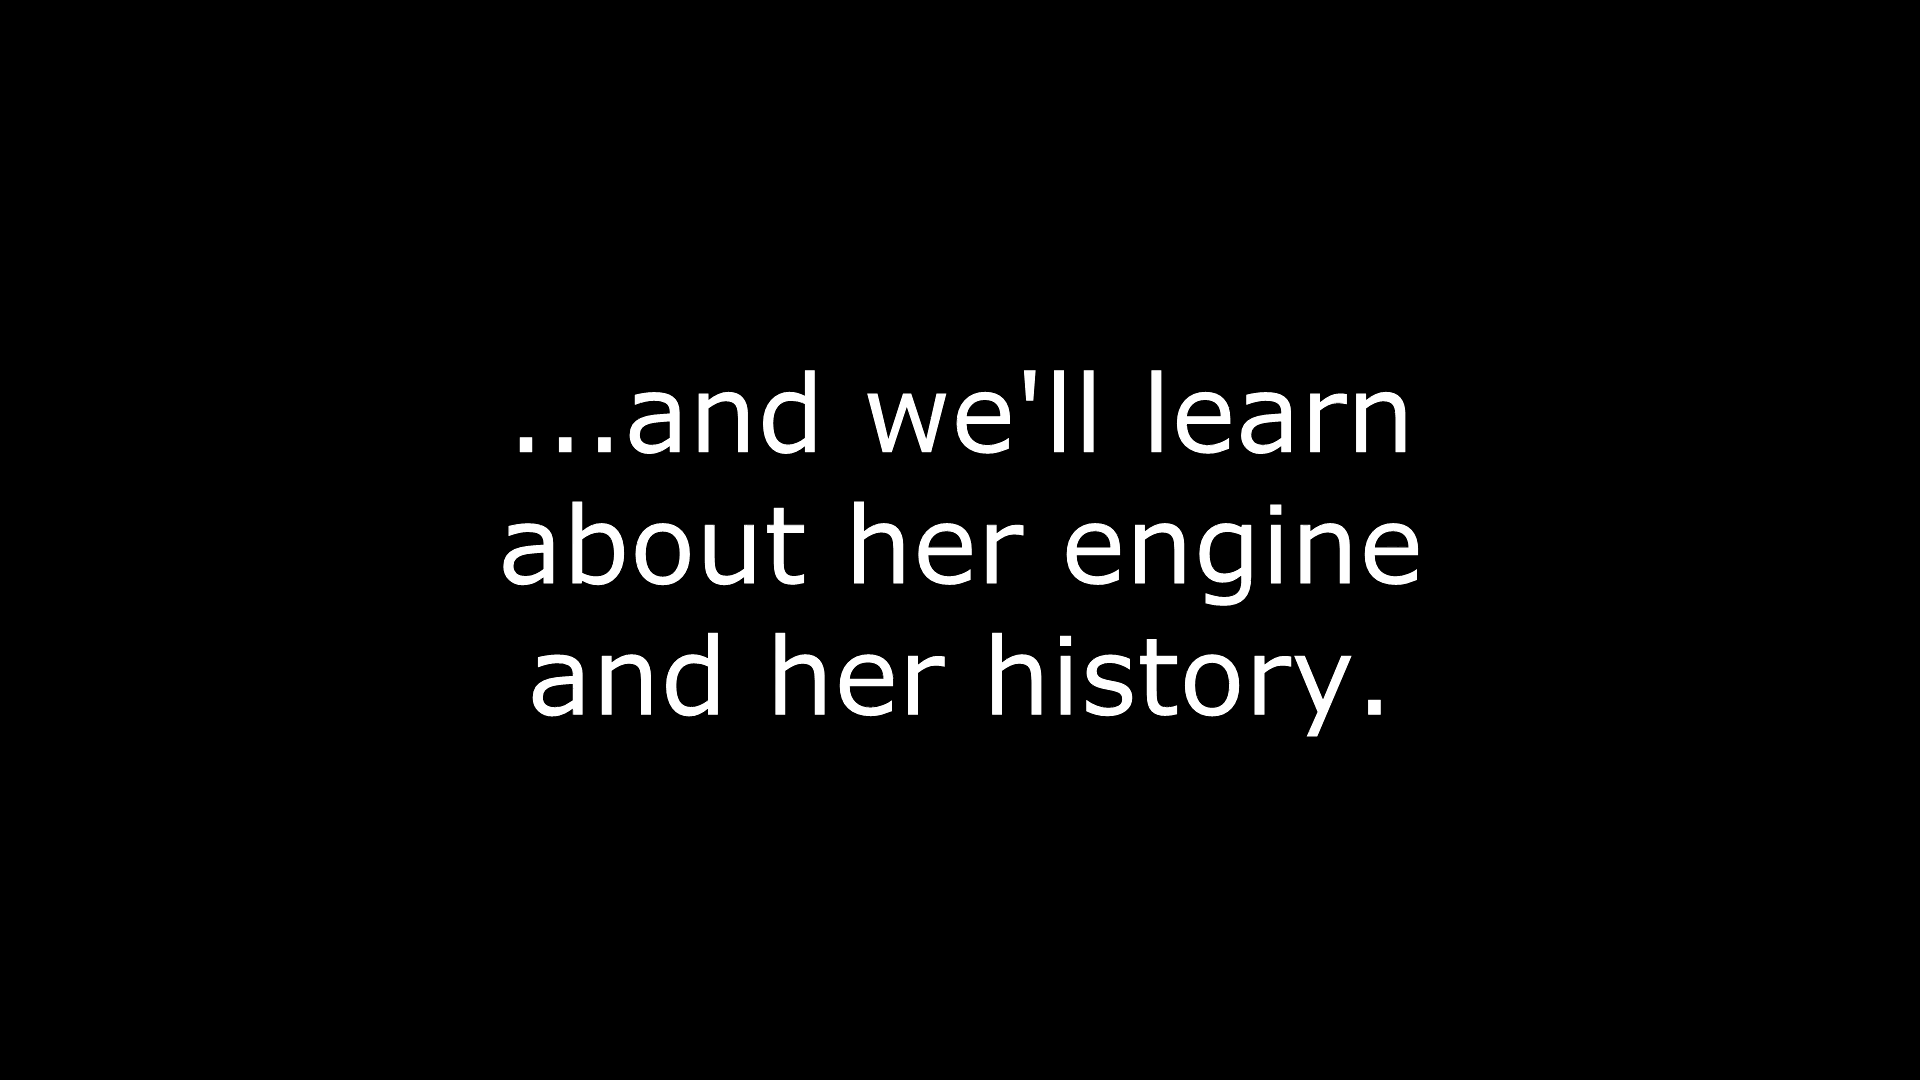 ...and we'll learn
about her engine
and her history.